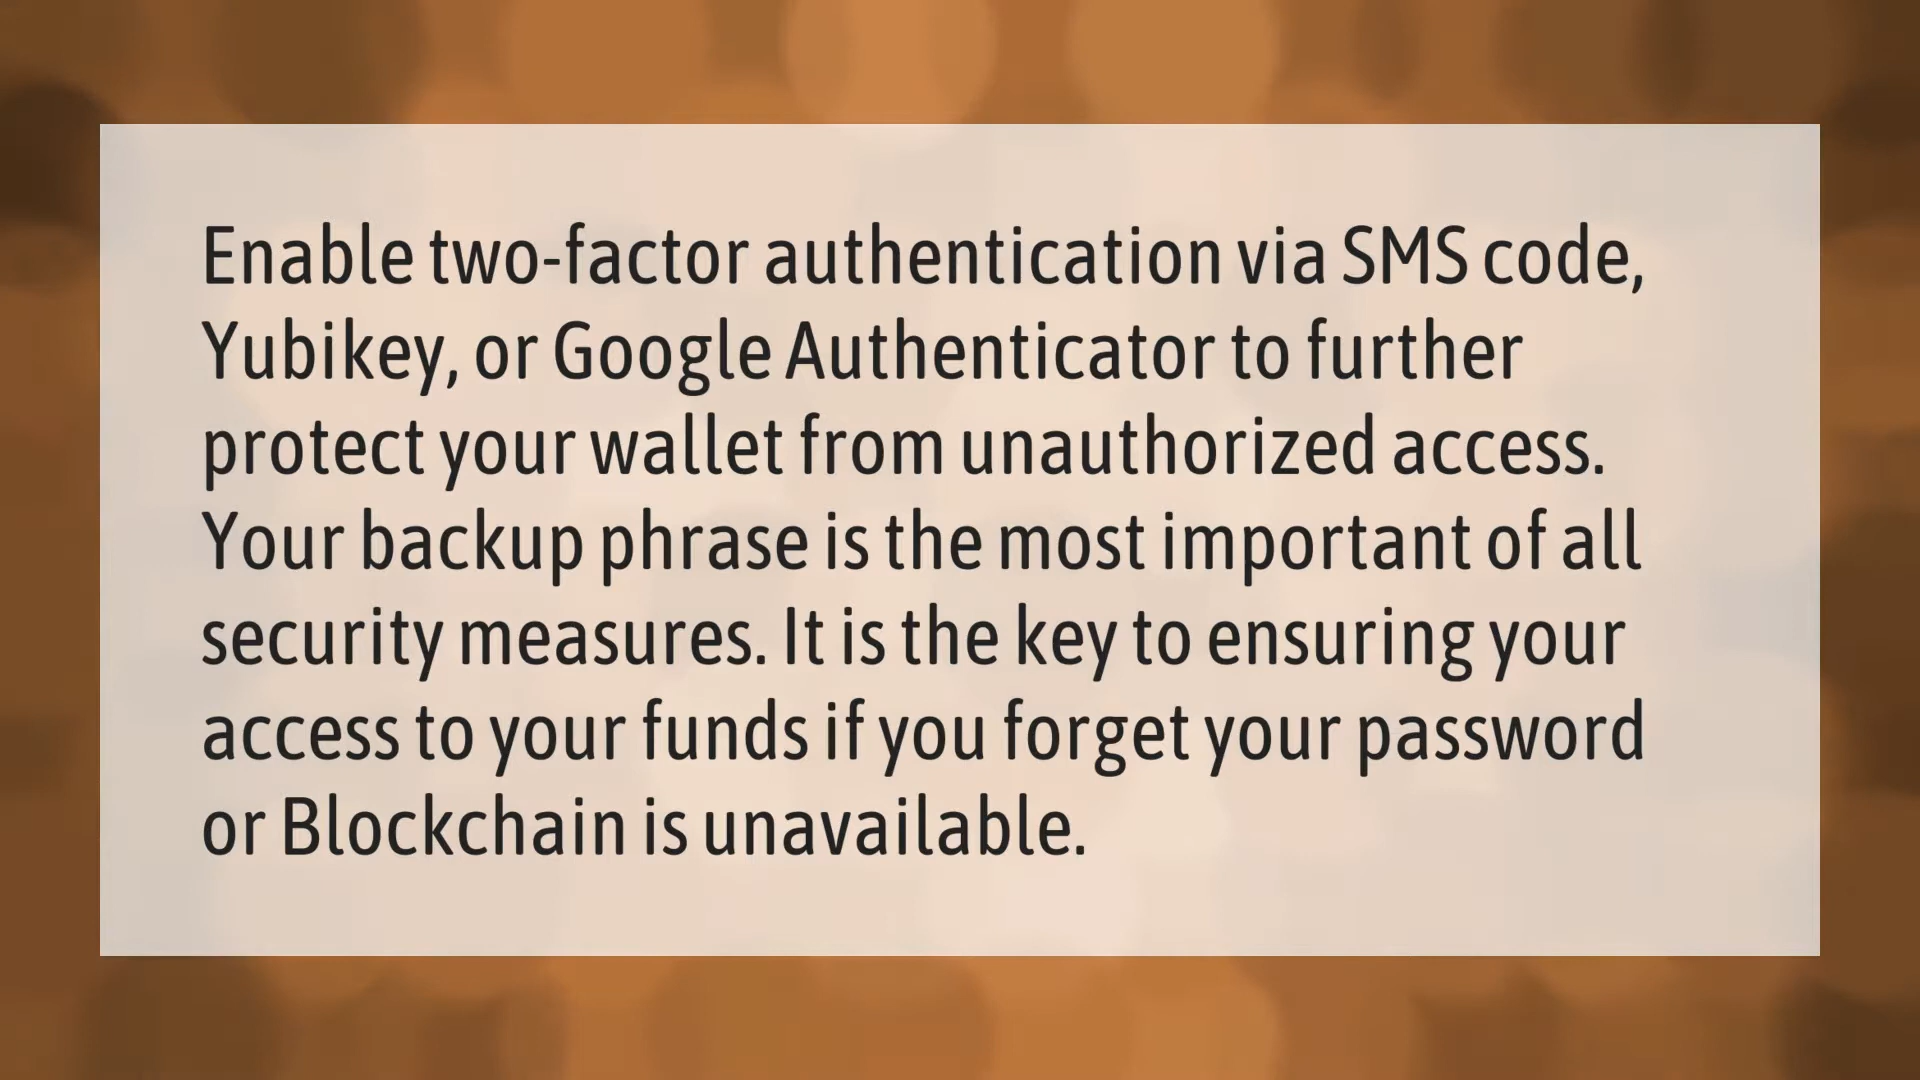 Enable two-factor authentication via SMS code,
Yubikey, or Google Authenticator to further
protect your wallet from unauthorized access.
Your backup phrase is the most important of all
security measures. It is the key to ensuring your
access to your funds if you forget your password
or Blockchain is unavailable.